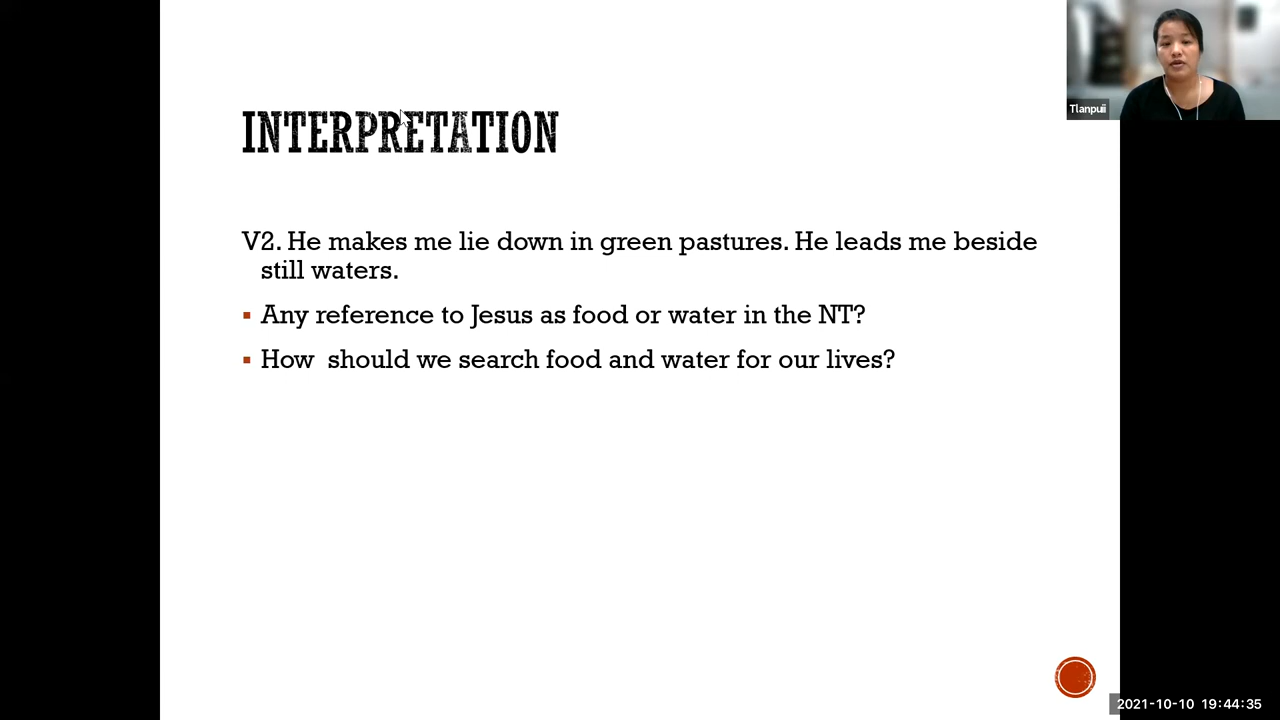 Tlanpuii
INTERPRETATION
V2. He makes me lie down in green pastures. He leads me beside
still waters.
▪ Any reference to Jesus as food or water in the NT?
▪ How  should we search food and water for our lives?
2021-10-10 19:44:35